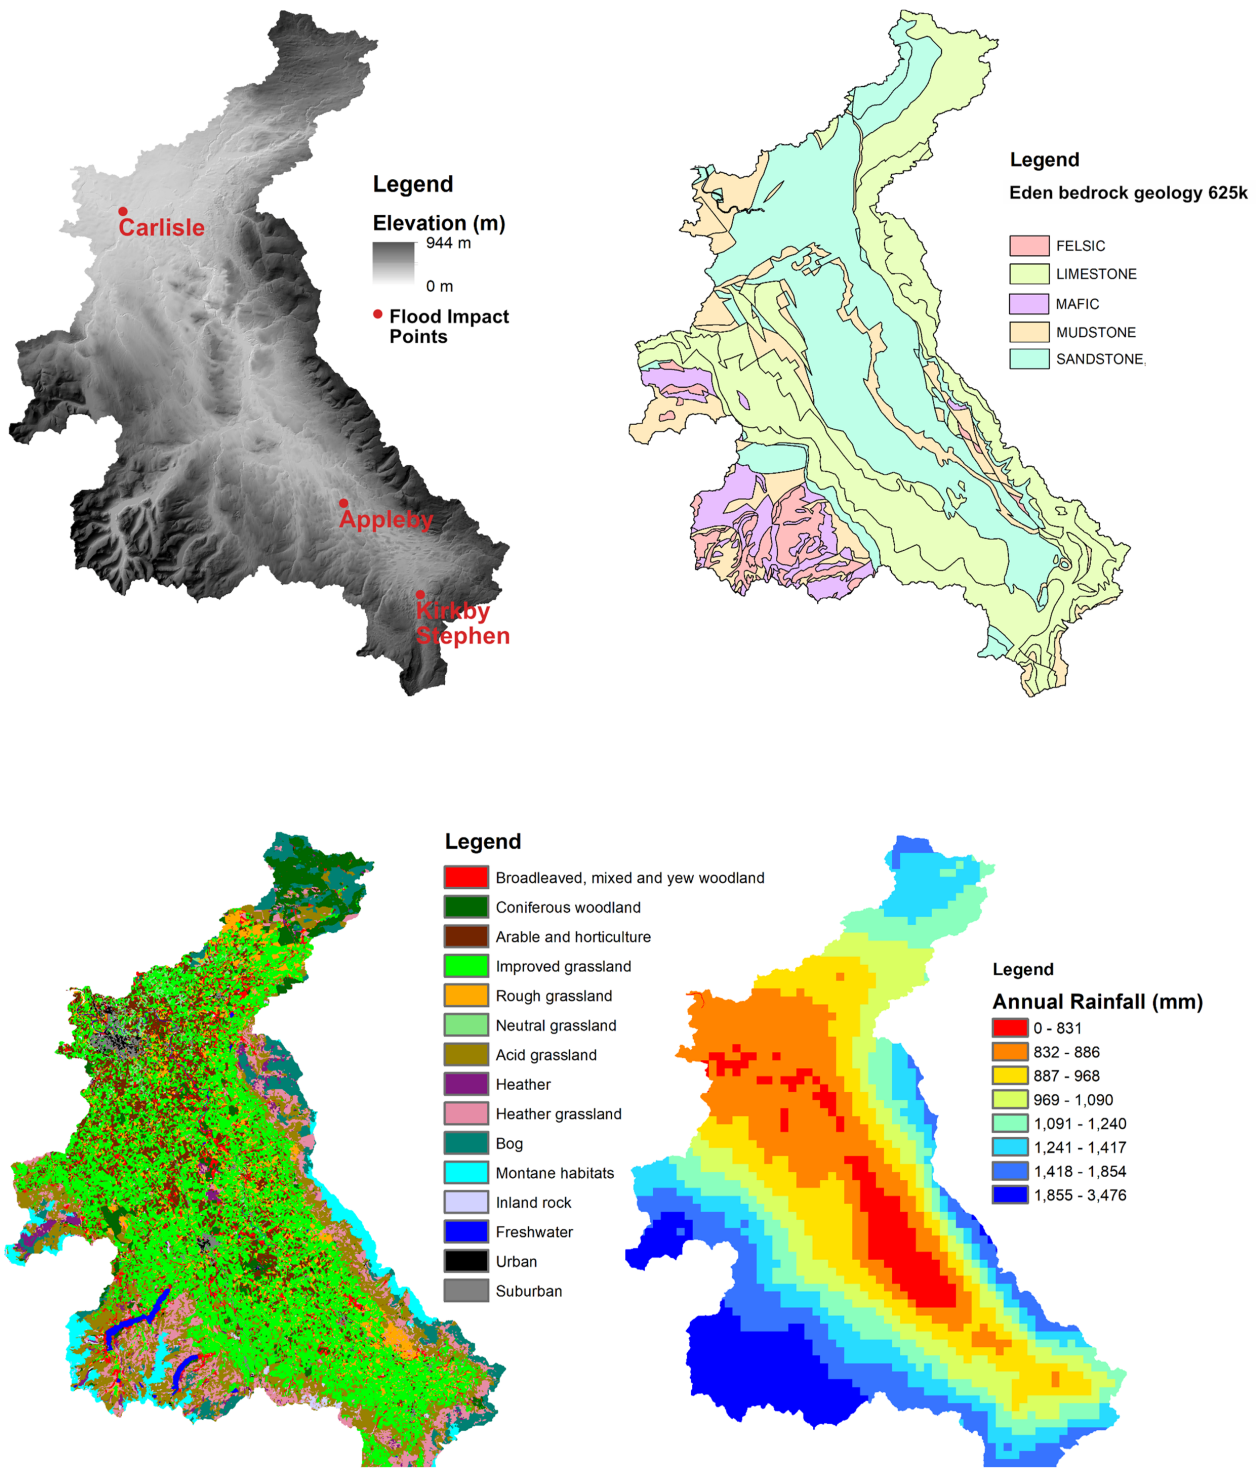 Legend
Elevation (m)
944 m
0 m
Flood Impact
Points
Carlisle
Appleby
Kirkby
Stephen
Legend
Eden bedrock geology 625k
FELSIC
LIMESTONE
MAFIC
MUDSTONE
SANDSTONE,
Legend
Broadleaved, mixed and yew woodland
Coniferous woodland
Arable and horticulture
Improved grassland
Rough grassland
Neutral grassland
Acid grassland
Heather
Heather grassland
Bog
Montane habitats
Inland rock
Freshwater
Urban
Suburban
Legend
Annual Rainfall (mm)
0 - 831
832 - 886
887 - 968
969 - 1,090
1,091 - 1,240
1,241 - 1,417
1,418 - 1,854
1,855 - 3,476